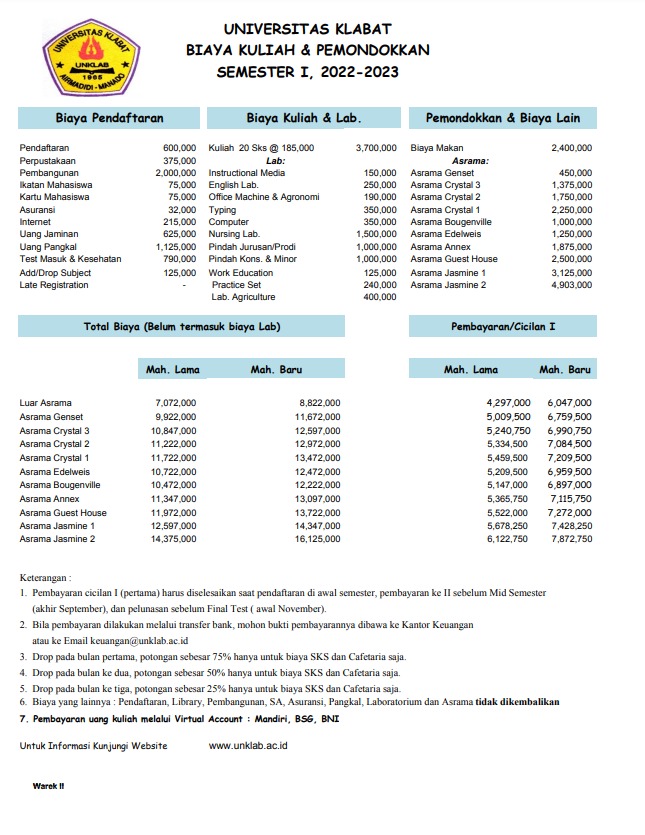 UNIVERSITAS KLABAT
UNKLAB
1965
AIRMADIDI - MANADO
UNIVERSITAS KLABAT
BIAYA KULIAH & PEMONDOKKAN
SEMESTER I, 2022-2023
Biaya Pendaftaran
Pendaftaran 600,000
Perpustakaan 375,000
Pembangunan 2,000,000
Ikatan Mahasiswa 75,000
Kartu Mahasiswa 75,000
Asuransi 32,000
Internet 215,000
Uang Jaminan 625,000
Uang Pangkal 1,125,000
Test Masuk & Kesehatan 790,000
Add/Drop Subject 125,000
Late Registration -
Biaya Kuliah & Lab.
Kuliah 20 Sks @ 185,000 3,700,000
Lab:
Instructional Media 150,000
English Lab. 250,000
Office Machine & Agronomi 190,000
Typing 350,000
Computer 350,000
Nursing Lab. 1,500,000
Pindah Jurusan/Prodi 1,000,000
Pindah Kons. & Minor 1,000,000
Work Education 125,000
Practice Set 240,000
Lab. Agriculture 400,000
Pemondokkan & Biaya Lain
Biaya Makan 2,400,000
Asrama:
Asrama Genset 450,000
Asrama Crystal 3 1,375,000
Asrama Crystal 2 1,750,000
Asrama Crystal 1 2,250,000
Asrama Bougenville 1,000,000
Asrama Edelweis 1,250,000
Asrama Annex 1,875,000
Asrama Guest House 2,500,000
Asrama Jasmine 1 3,125,000
Asrama Jasmine 2 4,903,000
Total Biaya (Belum termasuk biaya Lab) Pembayaran/Cicilan I
Mah. Lama Mah. Baru Mah. Lama Mah. Baru
Luar Asrama 7,072,000 8,822,000 4,297,000 6,047,000
Asrama Genset 9,922,000 11,672,000 5,009,500 6,759,500
Asrama Crystal 3 10,847,000 12,597,000 5,240,750 6,990,750
Asrama Crystal 2 11,222,000 12,972,000 5,334,500 7,084,500
Asrama Crystal 1 11,722,000 13,472,000 5,459,500 7,209,500
Asrama Edelweis 10,722,000 12,472,000 5,209,500 6,959,500
Asrama Bougenville 10,472,000 12,222,000 5,147,000 6,897,000
Asrama Annex 11,347,000 13,097,000 5,365,750 7,115,750
Asrama Guest House 11,972,000 13,722,000 5,522,000 7,272,000
Asrama Jasmine 1 12,597,000 14,347,000 5,678,250 7,428,250
Asrama Jasmine 2 14,375,000 16,125,000 6,122,750 7,872,750
Keterangan :
1. Pembayaran cicilan I (pertama) harus diselesaikan saat pendaftaran di awal semester, pembayaran ke II sebelum Mid Semester
(akhir September), dan pelunasan sebelum Final Test ( awal November).
2. Bila pembayaran dilakukan melalui transfer bank, mohon bukti pembayarannya dibawa ke Kantor Keuangan
atau ke Email keuangan@unklab.ac.id
3. Drop pada bulan pertama, potongan sebesar 75% hanya untuk biaya SKS dan Cafetaria saja.
4. Drop pada bulan ke dua, potongan sebesar 50% hanya untuk biaya SKS dan Cafetaria saja.
5. Drop pada bulan ke tiga, potongan sebesar 25% hanya untuk biaya SKS dan Cafetaria saja.
6. Biaya yang lainnya : Pendaftaran, Library, Pembangunan, SA, Asuransi, Pangkal, Laboratorium dan Asrama tidak dikembalikan
7. Pembayaran uang kuliah melalui Virtual Account : Mandiri, BSG, BNI
Untuk Informasi Kunjungi Website www.unklab.ac.id
Warek II